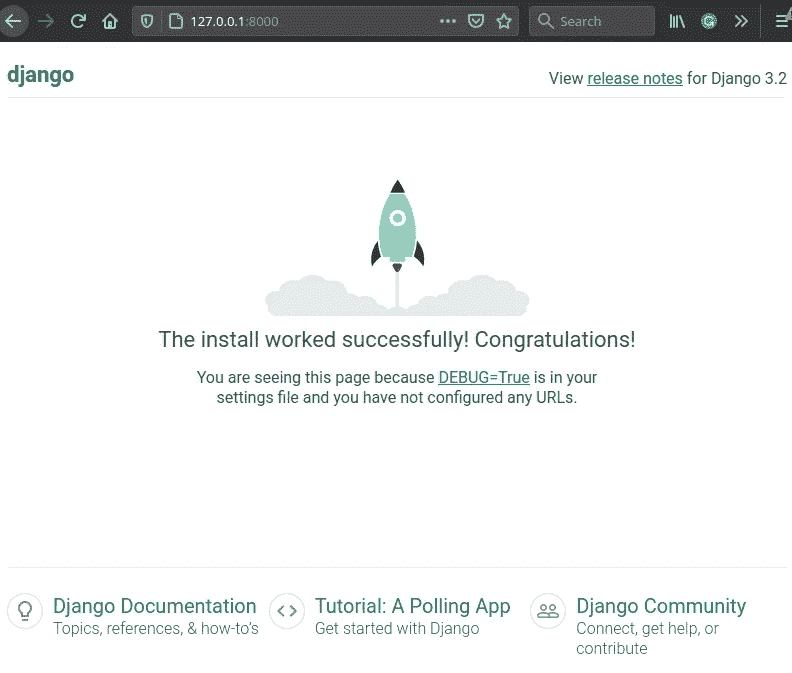 127.0.0.1:8000
Search
django
View release notes for Django 3.2
The install worked successfully! Congratulations!
You are seeing this page because DEBUG=True is in your
settings file and you have not configured any URLs.
Django Documentation
Topics, references, & how-to's
Tutorial: A Polling App
Get started with Django
Django Community
Connect, get help, or
contribute